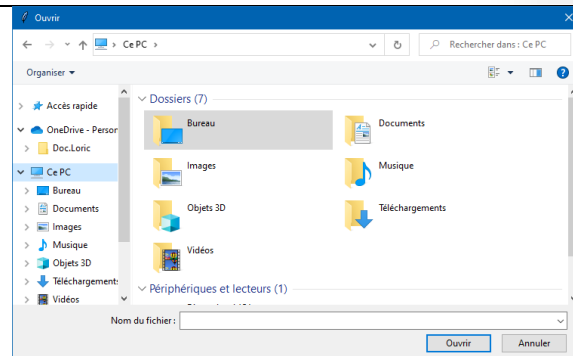 Ouvrir
Ce PC
Rechercher dans : Ce PC
Organiser
Accès rapide
OneDrive - Person
Doc.Loric
Ce PC
Bureau
Documents
Images
Musique
Objets 3D
Téléchargement
Vidéos
Dossiers (7)
Bureau
Documents
Images
Musique
Objets 3D
Téléchargements
Vidéos
Périphériques et lecteurs (1)
Nom du fichier :
Ouvrir
Annuler